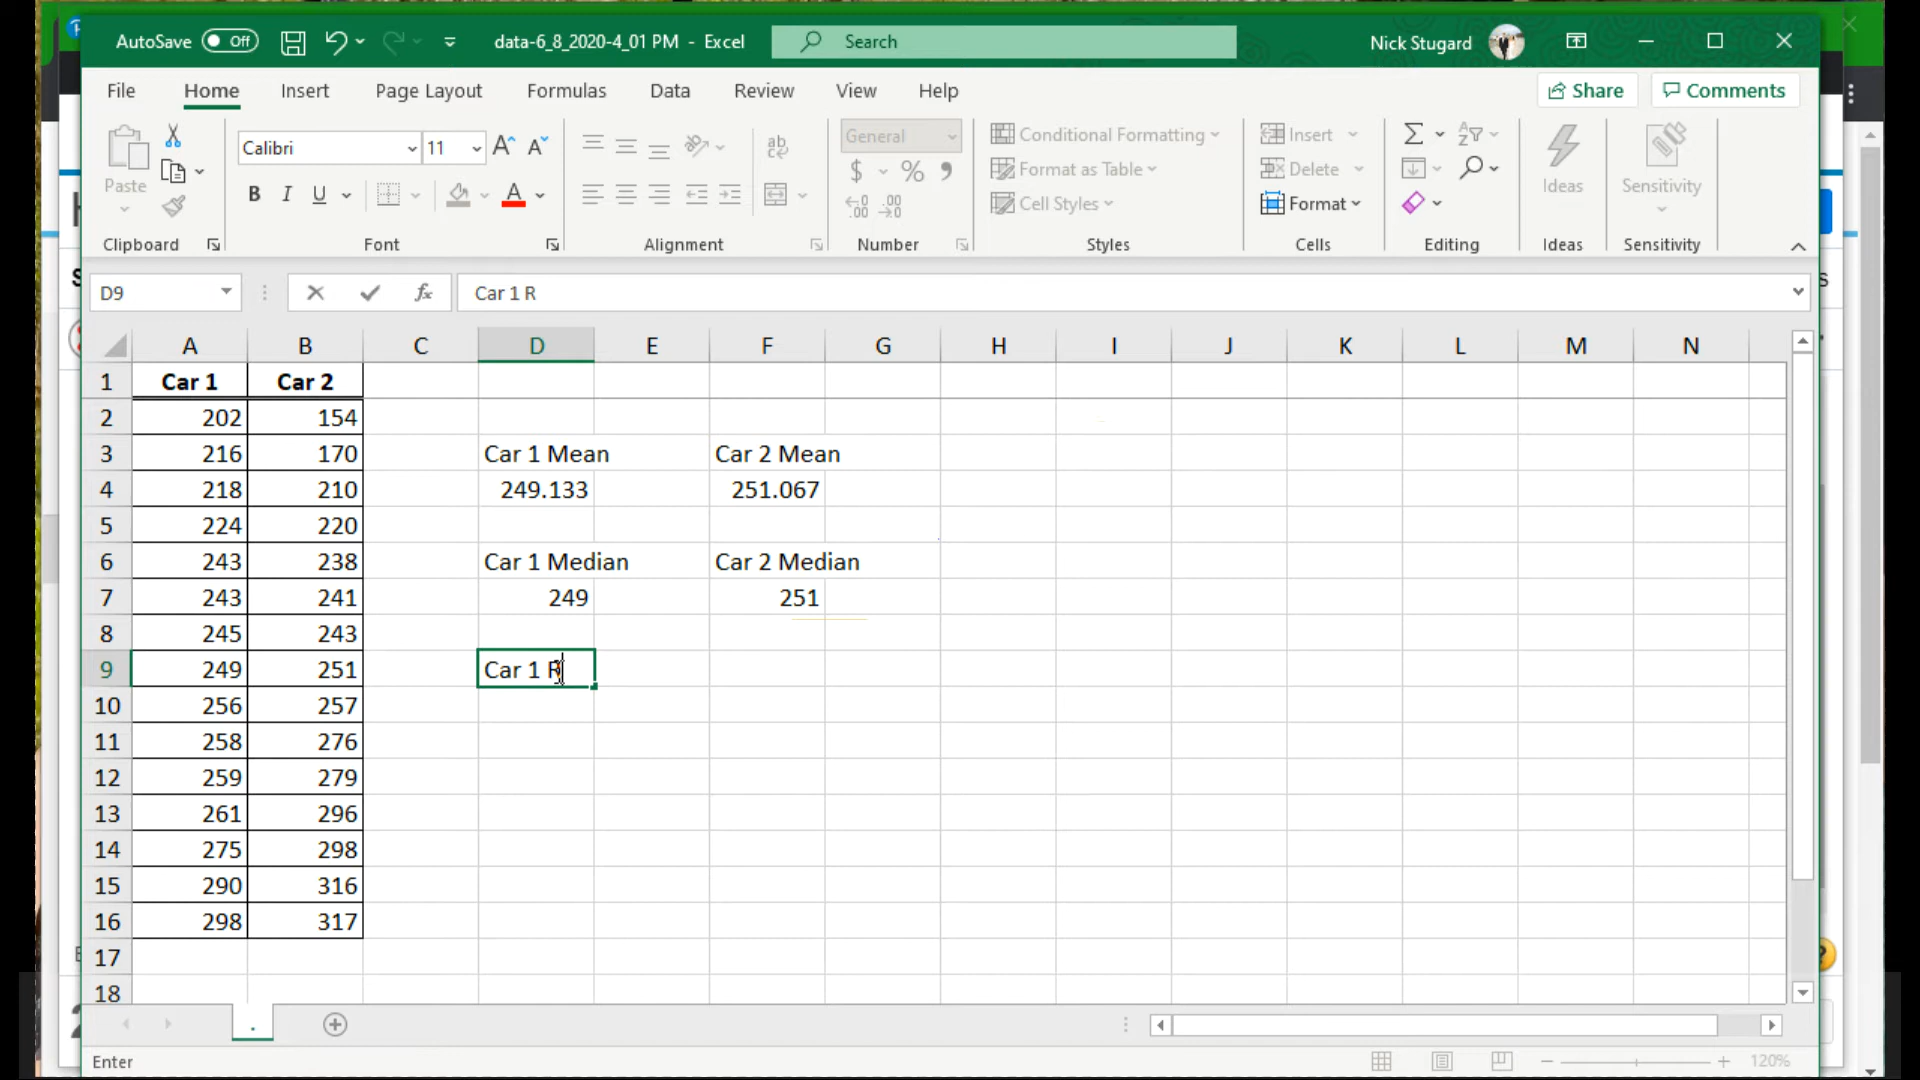 AutoSave Off data-6_8_2020-4_01 PM - Excel Search Nick Stugard
File Home Insert Page Layout Formulas Data Review View Help Share Comments
Paste Calibri 11 General Conditional Formatting Insert Ideas Sensitivity
Format as Table Delete
B I U Cell Styles Format
Clipboard Font Alignment Number Styles Cells Editing Ideas Sensitivity
D9 fx Car 1 R
A B C D E F G H I J K L M N
1 Car 1 Car 2
2 202 154
3 216 170 Car 1 Mean Car 2 Mean
4 218 210 249.133 251.067
5 224 220
6 243 238 Car 1 Median Car 2 Median
7 243 241 249 251
8 245 243
9 249 251 Car 1 R
10 256 257
11 258 276
12 259 279
13 261 296
14 275 298
15 290 316
16 298 317
17
18
.
Enter 120%